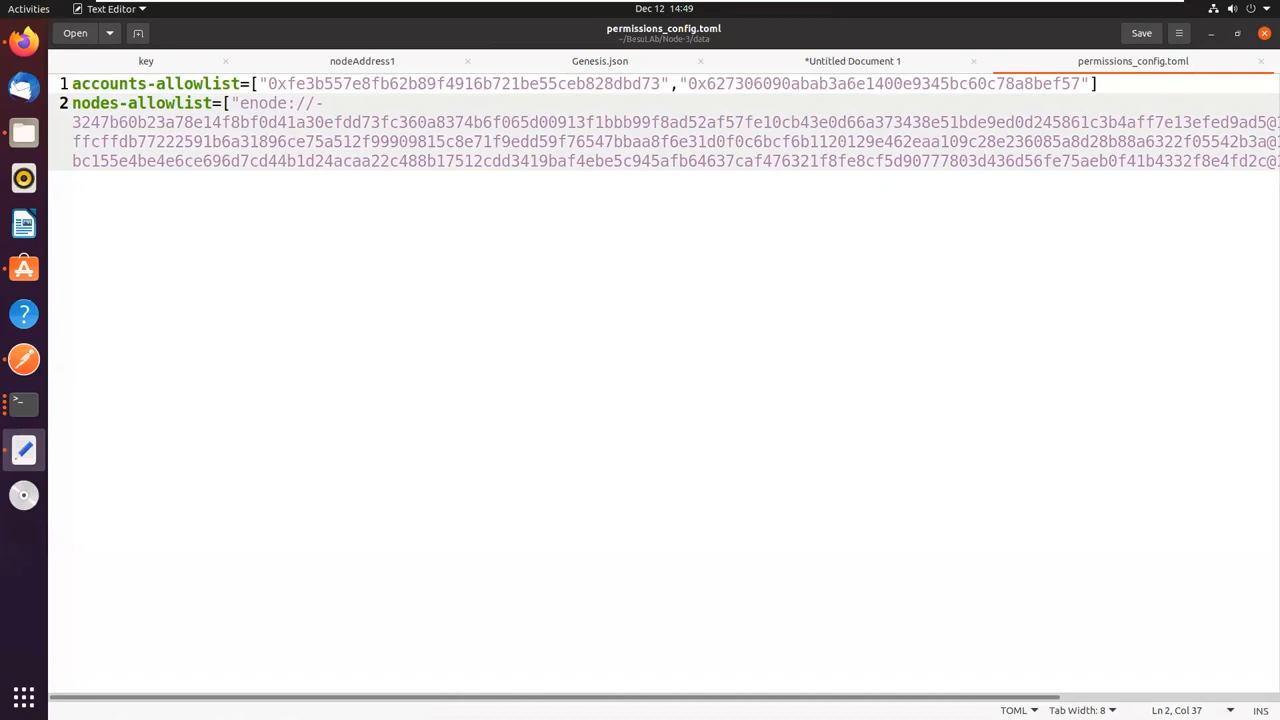 Activities
Text Editor
Dec 12 14:49
Open
permissions_config.toml
~/BesuLAb/Node-3/data
Save
key
nodeAddress1
Genesis.json
*Untitled Document 1
permissions_config.toml
1 accounts-allowlist=["0xfe3b557e8fb62b89f4916b721be55ceb828dbd73","0x627306090abab3a6e1400e9345bc60c78a8bef57"]
2 nodes-allowlist=["enode://-
3247b60b23a78e14f8bf0d41a30efdd73fc360a8374b6f065d00913f1bbb99f8ad52af57fe10cb43e0d66a373438e51bde9ed0d245861c3b4aff7e13efed9ad5@
ffcffdb77222591b6a31896ce75a512f99909815c8e71f9edd59f76547bbaa8f6e31d0f0c6bcf6b1120129e462eaa109c28e236085a8d28b88a6322f05542b3a@
bc155e4be4e6ce696d7cd44b1d24acaa22c488b17512cdd3419baf4ebe5c945afb64637caf476321f8fe8cf5d90777803d436d56fe75aeb0f41b4332f8e4fd2c@
TOML
Tab Width: 8
Ln 2, Col 37
INS